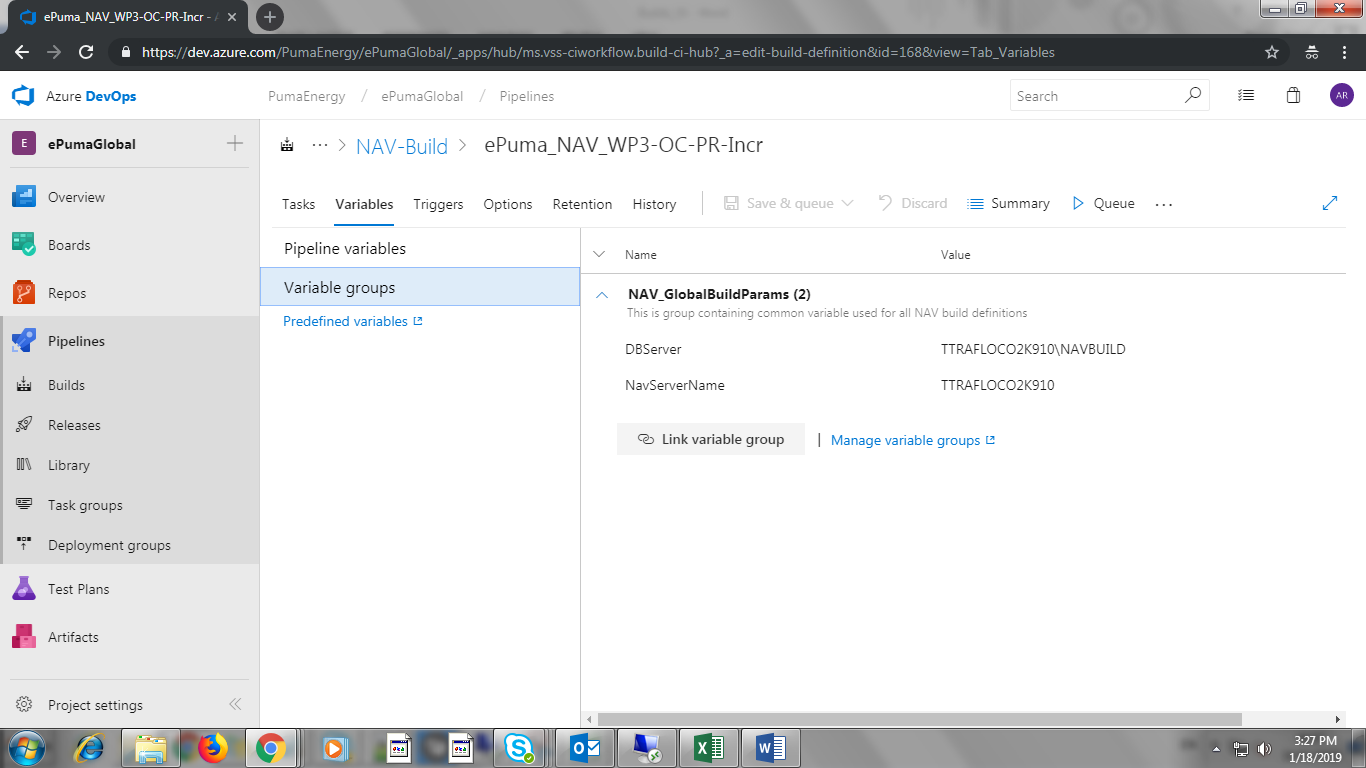 ePuma_NAV_WP3-OC-PR-Incr - A
https://dev.azure.com/PumaEnergy/ePumaGlobal/_apps/hub/ms.vss-ciworkflow.build-ci-hub?_a=edit-build-definition&id=168&view=Tab_Variables
Azure DevOps
PumaEnergy / ePumaGlobal / Pipelines
Search
AR
E ePumaGlobal
... > NAV-Build > ePuma_NAV_WP3-OC-PR-Incr
Overview
Boards
Repos
Pipelines
Builds
Releases
Library
Task groups
Deployment groups
Test Plans
Artifacts
Project settings
Tasks Variables Triggers Options Retention History | Save & queue Discard Summary Queue ...
Pipeline variables
Variable groups
Predefined variables
Name Value
NAV_GlobalBuildParams (2)
This is group containing common variable used for all NAV build definitions
DBServer TTRAFLOCO2K910\NAVBUILD
NavServerName TTRAFLOCO2K910
Link variable group | Manage variable groups
3:27 PM
1/18/2019